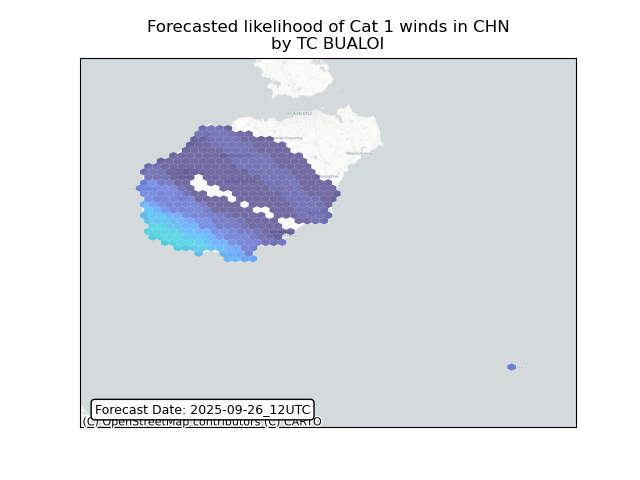 Forecasted likelihood of Cat 1 winds in CHN
by TC BUALOI
HAIKOU
Forecast Date: 2025-09-26_12UTC
(C) OpenStreetMap contributors (C) CARTO